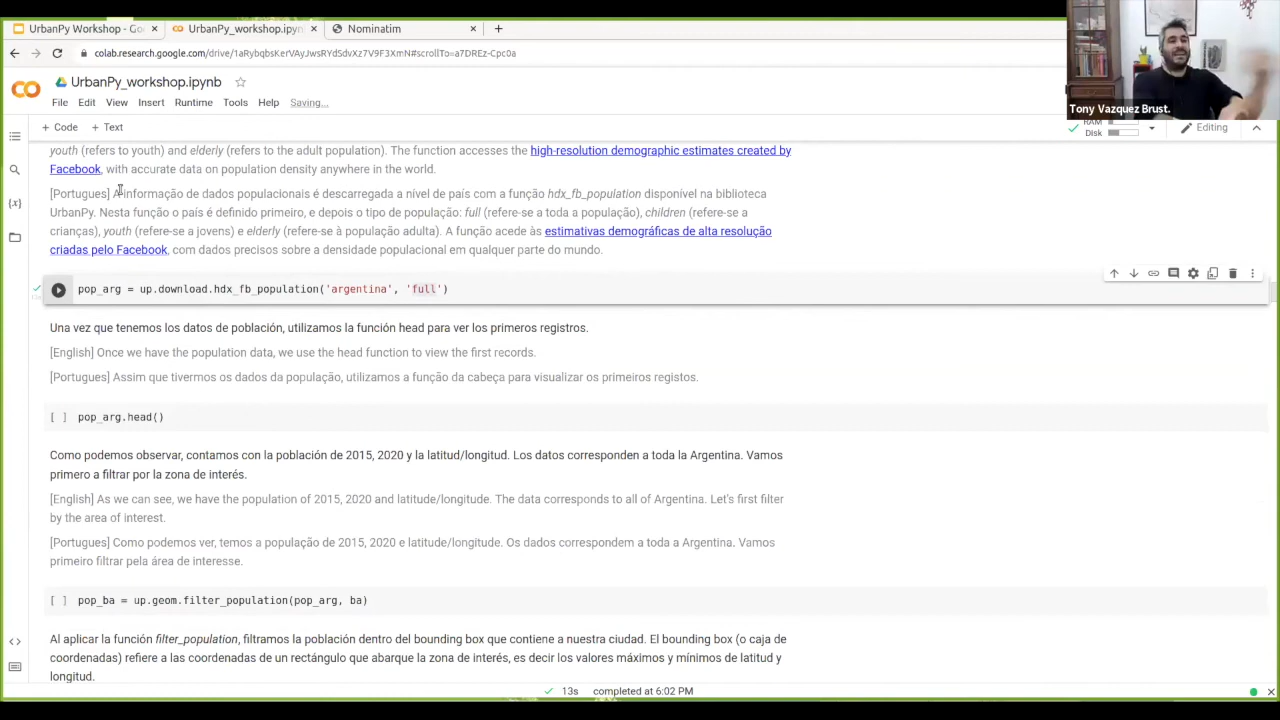 UrbanPy Workshop - Go
UrbanPy_workshop.ipyn
Nominatim
colab.research.google.com/drive/1aRybqbsKerVAyJwsRYdSdvXz7V9F3XmN#scrollTo=a7DREz-Cpc0a
Tony Vazquez Brust.
UrbanPy_workshop.ipynb
File Edit View Insert Runtime Tools Help Saving...
+ Code + Text
RAM
Disk
Editing
youth (refers to youth) and elderly (refers to the adult population). The function accesses the high-resolution demographic estimates created by
Facebook, with accurate data on population density anywhere in the world.
[Portugues] A informação de dados populacionais é descarregada a nível de país com a função hdx_fb_population disponível na biblioteca
UrbanPy. Nesta função o país é definido primeiro, e depois o tipo de população: full (refere-se a toda a população), children (refere-se a
crianças), youth (refere-se a jovens) e elderly (refere-se à população adulta). A função acede às estimativas demográficas de alta resolução
criadas pelo Facebook, com dados precisos sobre a densidade populacional em qualquer parte do mundo.
pop_arg = up.download.hdx_fb_population('argentina', 'full')
Una vez que tenemos los datos de población, utilizamos la función head para ver los primeros registros.
[English] Once we have the population data, we use the head function to view the first records.
[Portugues] Assim que tivermos os dados da população, utilizamos a função da cabeça para visualizar os primeiros registos.
[ ] pop_arg.head()
Como podemos observar, contamos con la población de 2015, 2020 y la latitud/longitud. Los datos corresponden a toda la Argentina. Vamos
primero a filtrar por la zona de interés.
[English] As we can see, we have the population of 2015, 2020 and latitude/longitude. The data corresponds to all of Argentina. Let's first filter
by the area of interest.
[Portugues] Como podemos ver, temos a população de 2015, 2020 e latitude/longitude. Os dados correspondem a toda a Argentina. Vamos
primeiro filtrar pela área de interesse.
[ ] pop_ba = up.geom.filter_population(pop_arg, ba)
Al aplicar la función filter_population, filtramos la población dentro del bounding box que contiene a nuestra ciudad. El bounding box (o caja de
coordenadas) refiere a las coordenadas de un rectángulo que abarque la zona de interés, es decir los valores máximos y mínimos de latitud y
longitud.
13s completed at 6:02 PM